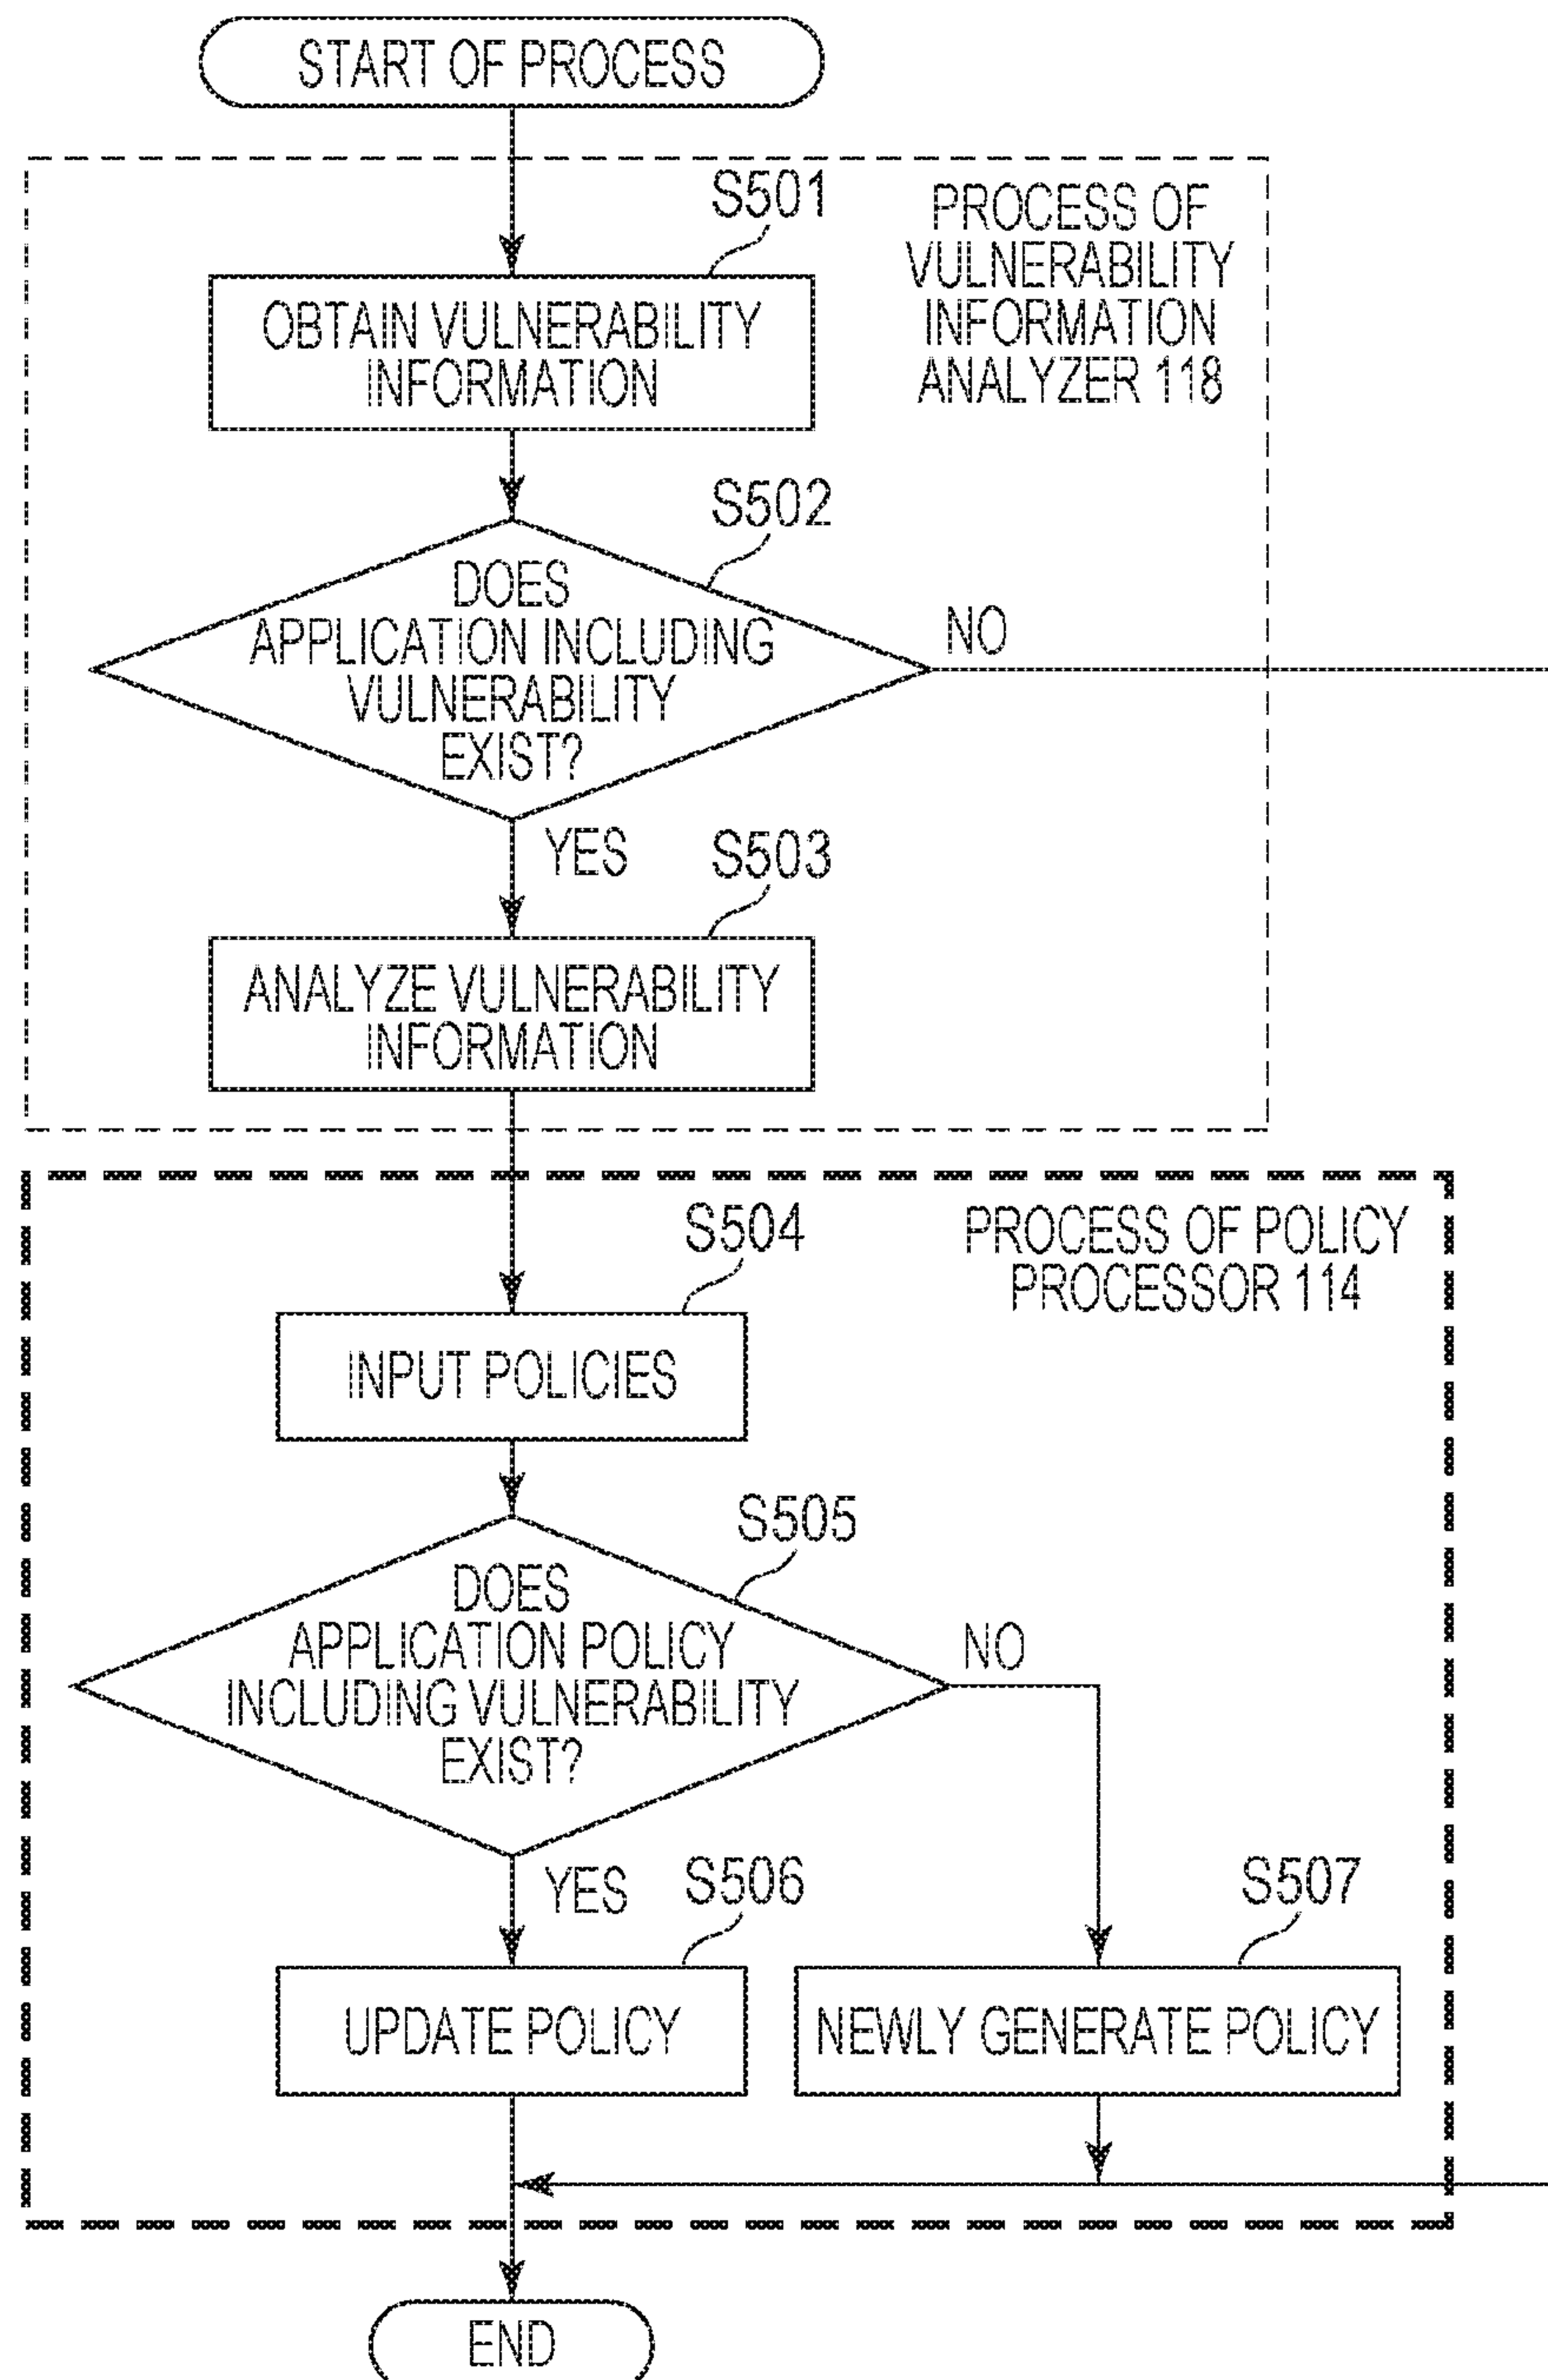 START OF PROCESS
S501
PROCESS OF
VULNERABILITY
INFORMATION
ANALYZER 118
OBTAIN VULNERABILITY
INFORMATION
S502
DOES
APPLICATION INCLUDING
VULNERABILITY
EXIST?
NO
YES
S503
ANALYZE VULNERABILITY
INFORMATION
S504
PROCESS OF POLICY
PROCESSOR 114
INPUT POLICIES
S505
DOES
APPLICATION POLICY
INCLUDING VULNERABILITY
EXIST?
NO
YES
S506
S507
UPDATE POLICY
NEWLY GENERATE POLICY
END